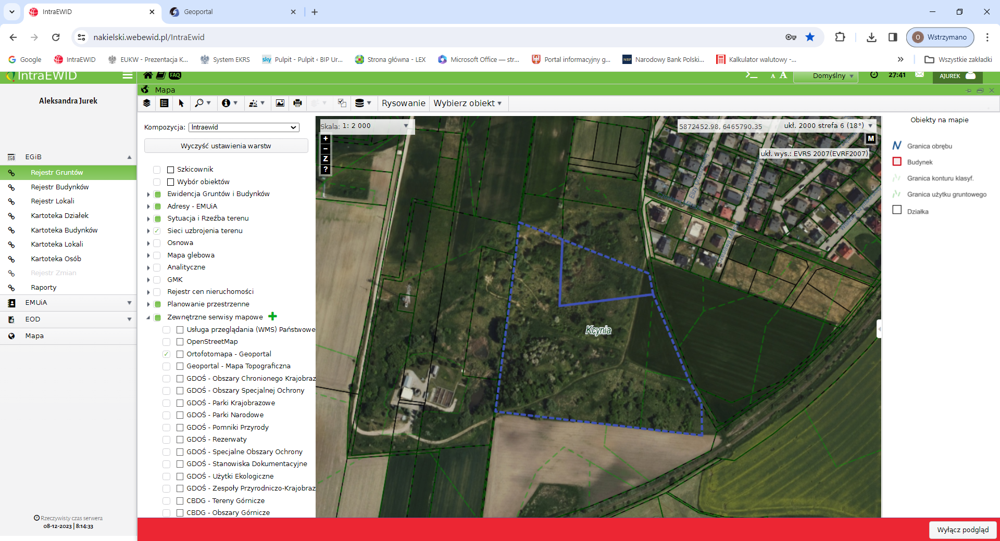 IntraEWID
Geoportal
nakielski.webewid.pl/IntraEwid
Wstrzymano
Google
IntraEWID
EUKW - Prezentacja K...
System EKRS
sky Pulpit - Pulpit ‹ BIP Ur...
Strona główna - LEX
Microsoft Office — str...
Portal informacyjny g...
NBP Narodowy Bank Polski...
Kalkulator walutowy -...
Wszystkie zakładki
IntraEWID
FAQ
A A
Domyślny
27:41
AJUREK
Aleksandra Jurek
Mapa
Rysowanie
Wybierz obiekt
EGiB
Rejestr Gruntów
Rejestr Budynków
Rejestr Lokali
Kartoteka Działek
Kartoteka Budynków
Kartoteka Lokali
Kartoteka Osób
Rejestr Zmian
Raporty
EMUiA
EOD
Mapa
Rzeczywisty czas serwera
08-12-2023 | 8:14:33
Kompozycja: Intraewid
Wyczyść ustawienia warstw
Szkicownik
Wybór obiektów
Ewidencja Gruntów i Budynków
Adresy - EMUiA
Sytuacja i Rzeźba terenu
Sieci uzbrojenia terenu
Osnowa
Mapa glebowa
Analityczne
GMK
Rejestr cen nieruchomości
Planowanie przestrzenne
Zewnętrzne serwisy mapowe
Usługa przeglądania (WMS) Państwowe
OpenStreetMap
Ortofotomapa - Geoportal
Geoportal - Mapa Topograficzna
GDOŚ - Obszary Chronionego Krajobraz
GDOŚ - Obszary Specjalnej Ochrony
GDOŚ - Parki Krajobrazowe
GDOŚ - Parki Narodowe
GDOŚ - Pomniki Przyrody
GDOŚ - Rezerwaty
GDOŚ - Specjalne Obszary Ochrony
GDOŚ - Stanowiska Dokumentacyjne
GDOŚ - Użytki Ekologiczne
GDOŚ - Zespoły Przyrodniczo-Krajobraz
CBDG - Tereny Górnicze
CBDG - Obszary Górnicze
Skala: 1: 2 000
+
-
Z
?
5872452.98, 6465790.35
ukł. 2000 strefa 6 (18°)
M
ukł. wys.: EVRS 2007(EVRF2007)
Kcynia
Obiekty na mapie
Granica obrębu
Budynek
Granica konturu klasyf.
Granica użytku gruntowego
Działka
Wyłącz podgląd